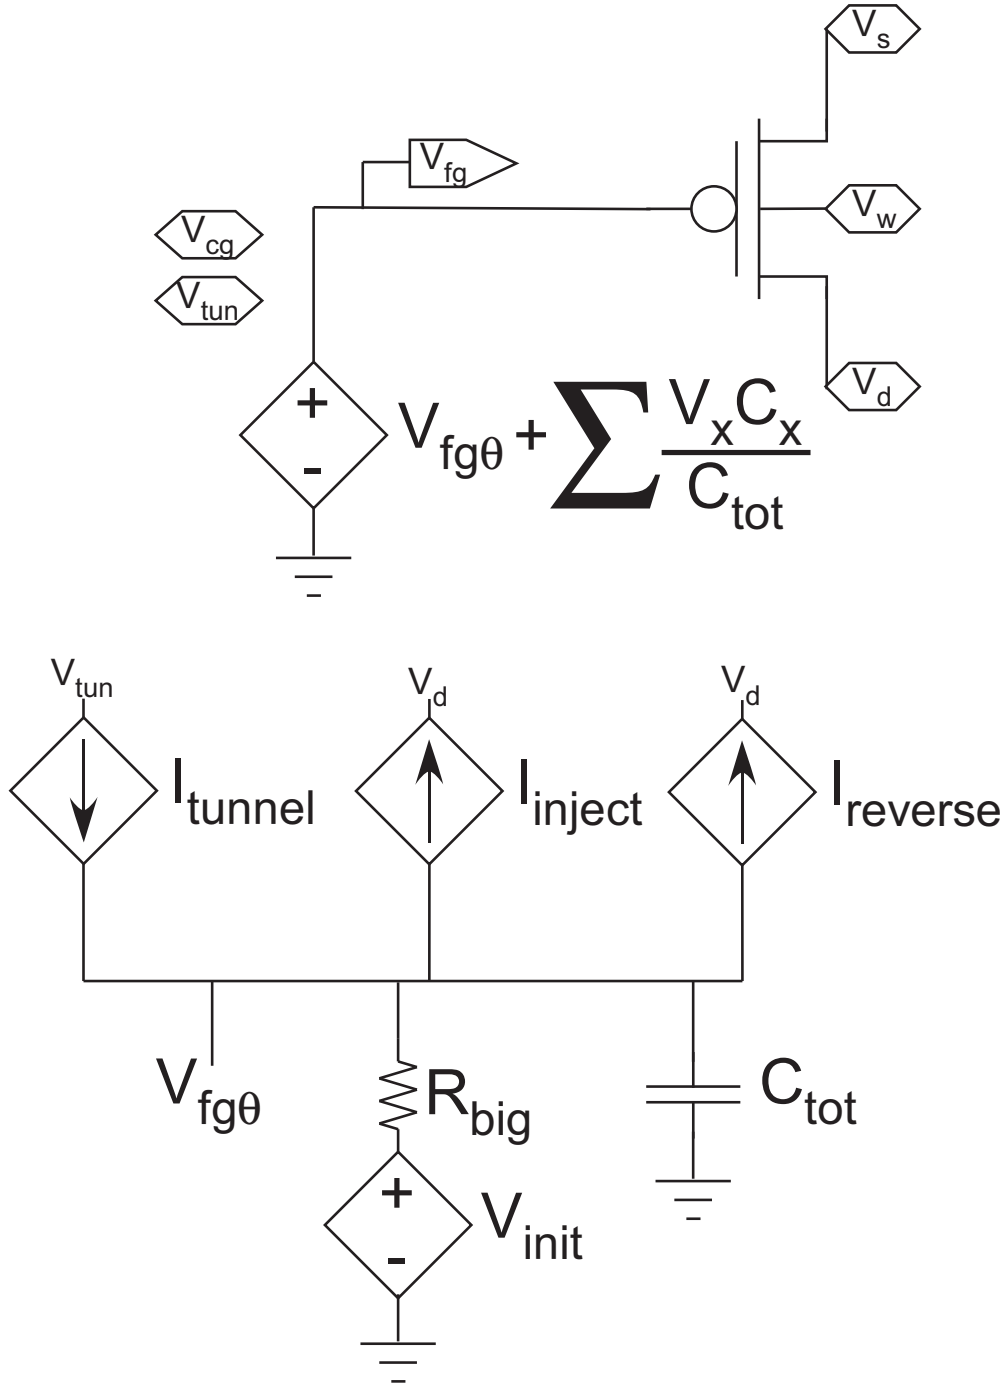 Vs
Vfg
Vcg
Vw
Vtun
Vd
+
-
Vfgθ + ∑ VxCx / Ctot
Vtun
Vd
Vd
Itunnel
Iinject
Ireverse
Vfgθ
Rbig
Ctot
+
-
Vinit